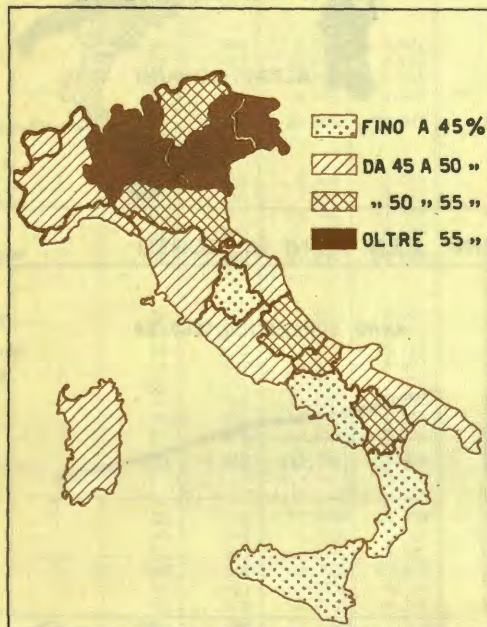 FINO A 45%
DA 45 A 50 „
„ 50 „ 55 „
OLTRE 55 „